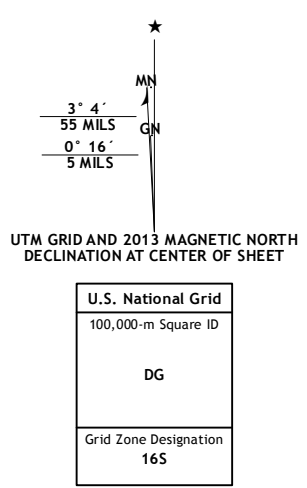 ★
MN
3° 4´
55 MILS
GN
0° 16´
5 MILS
UTM GRID AND 2013 MAGNETIC NORTH
DECLINATION AT CENTER OF SHEET
U.S. National Grid
100,000-m Square ID
DG
Grid Zone Designation
16S